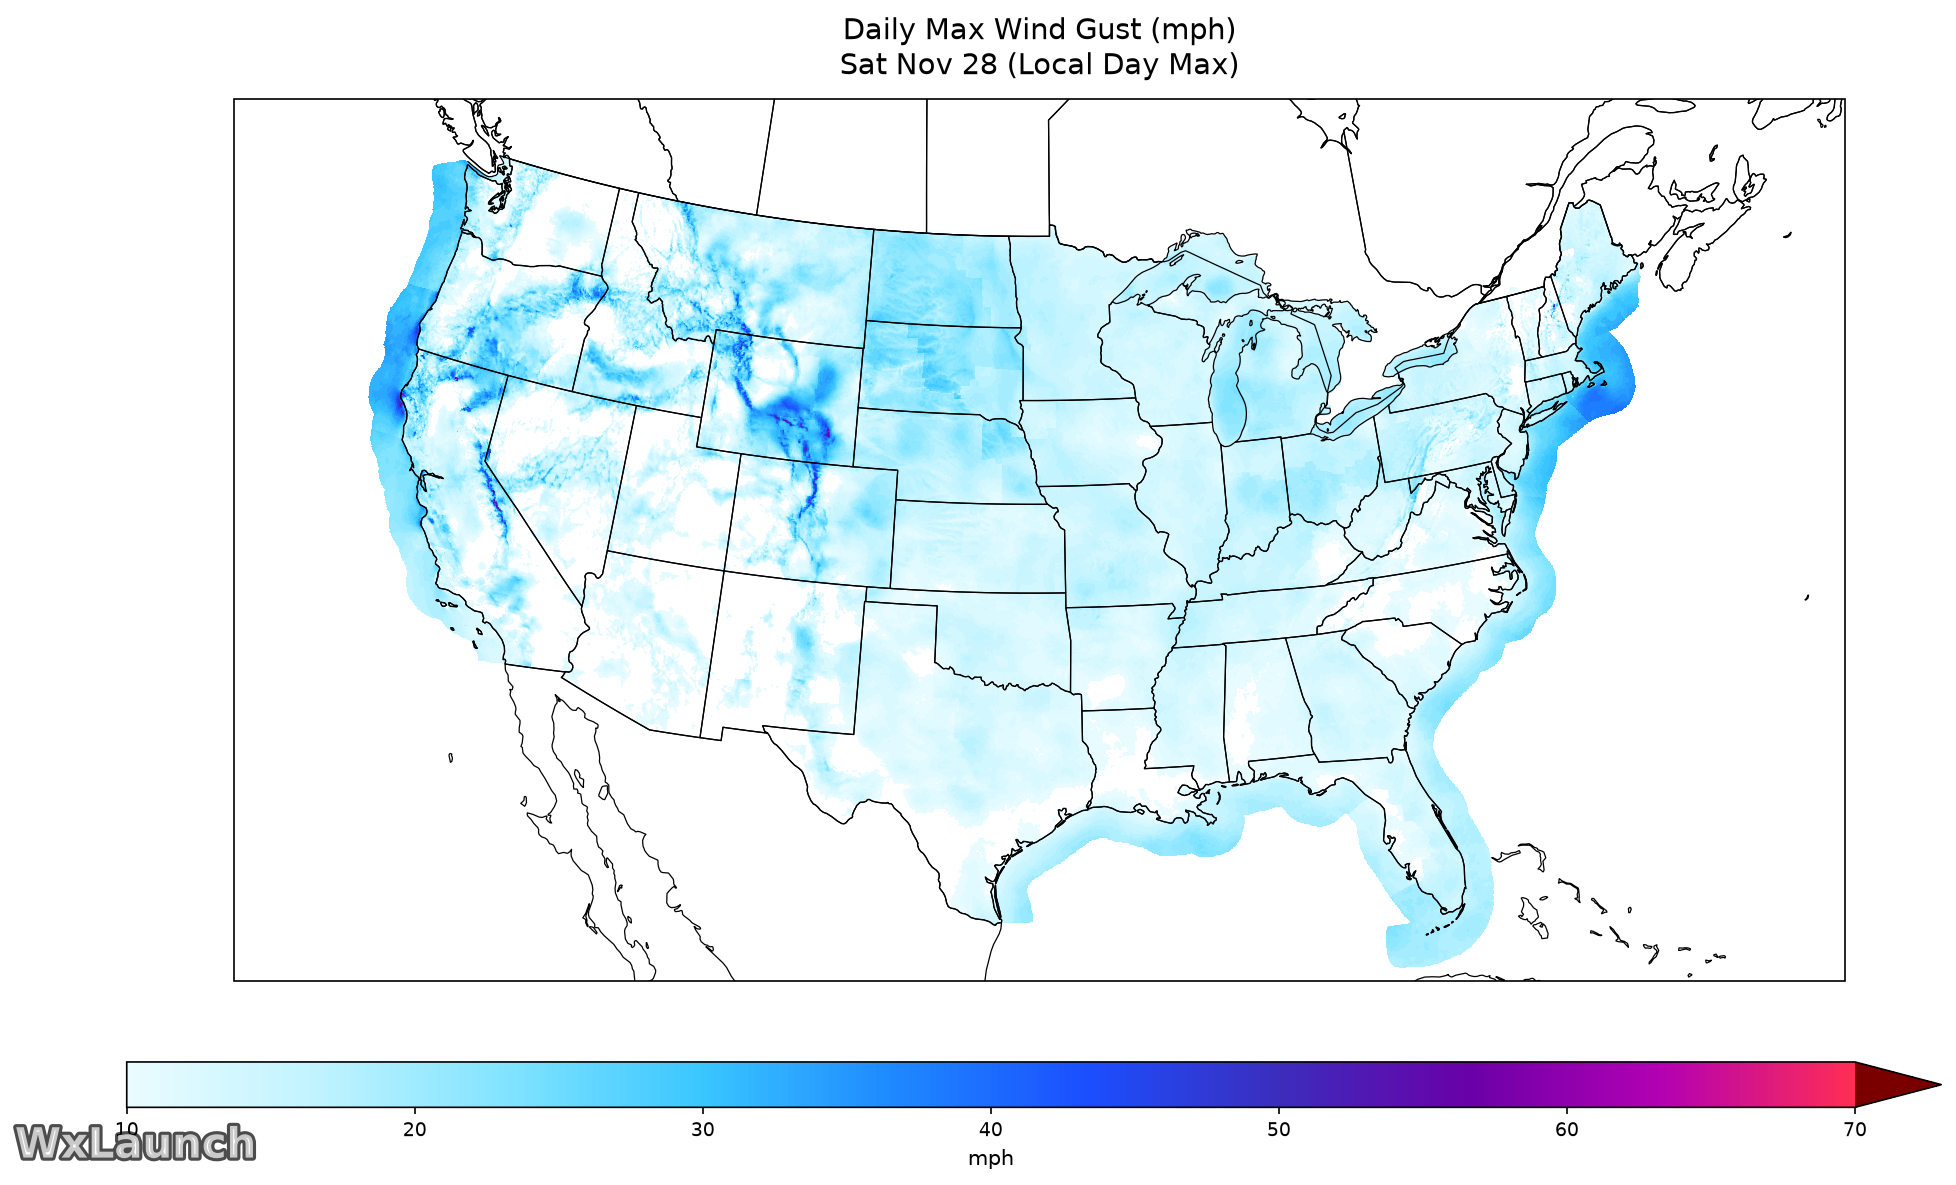 Daily Max Wind Gust (mph)
Sat Nov 28 (Local Day Max)
10 20 30 40 50 60 70
mph
WxLaunch